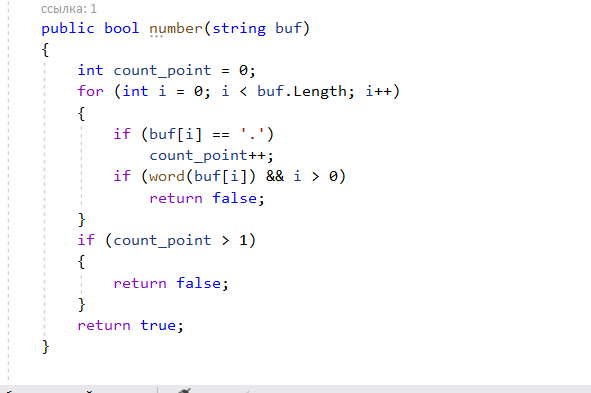 ссылка: 1
public bool number(string buf)
{
int count_point = 0;
for (int i = 0; i < buf.Length; i++)
{
if (buf[i] == '.')
count_point++;
if (word(buf[i]) && i > 0)
return false;
}
if (count_point > 1)
{
return false;
}
return true;
}